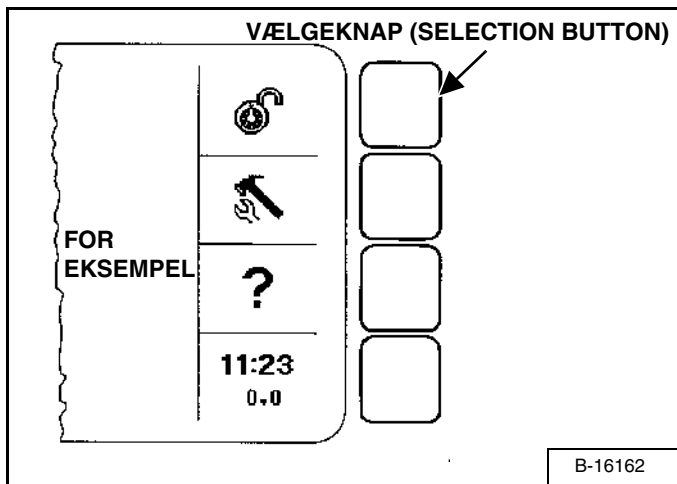 VÆLGEKNAP (SELECTION BUTTON)
FOR
EKSEMPEL
?
11:23
0,0
B-16162